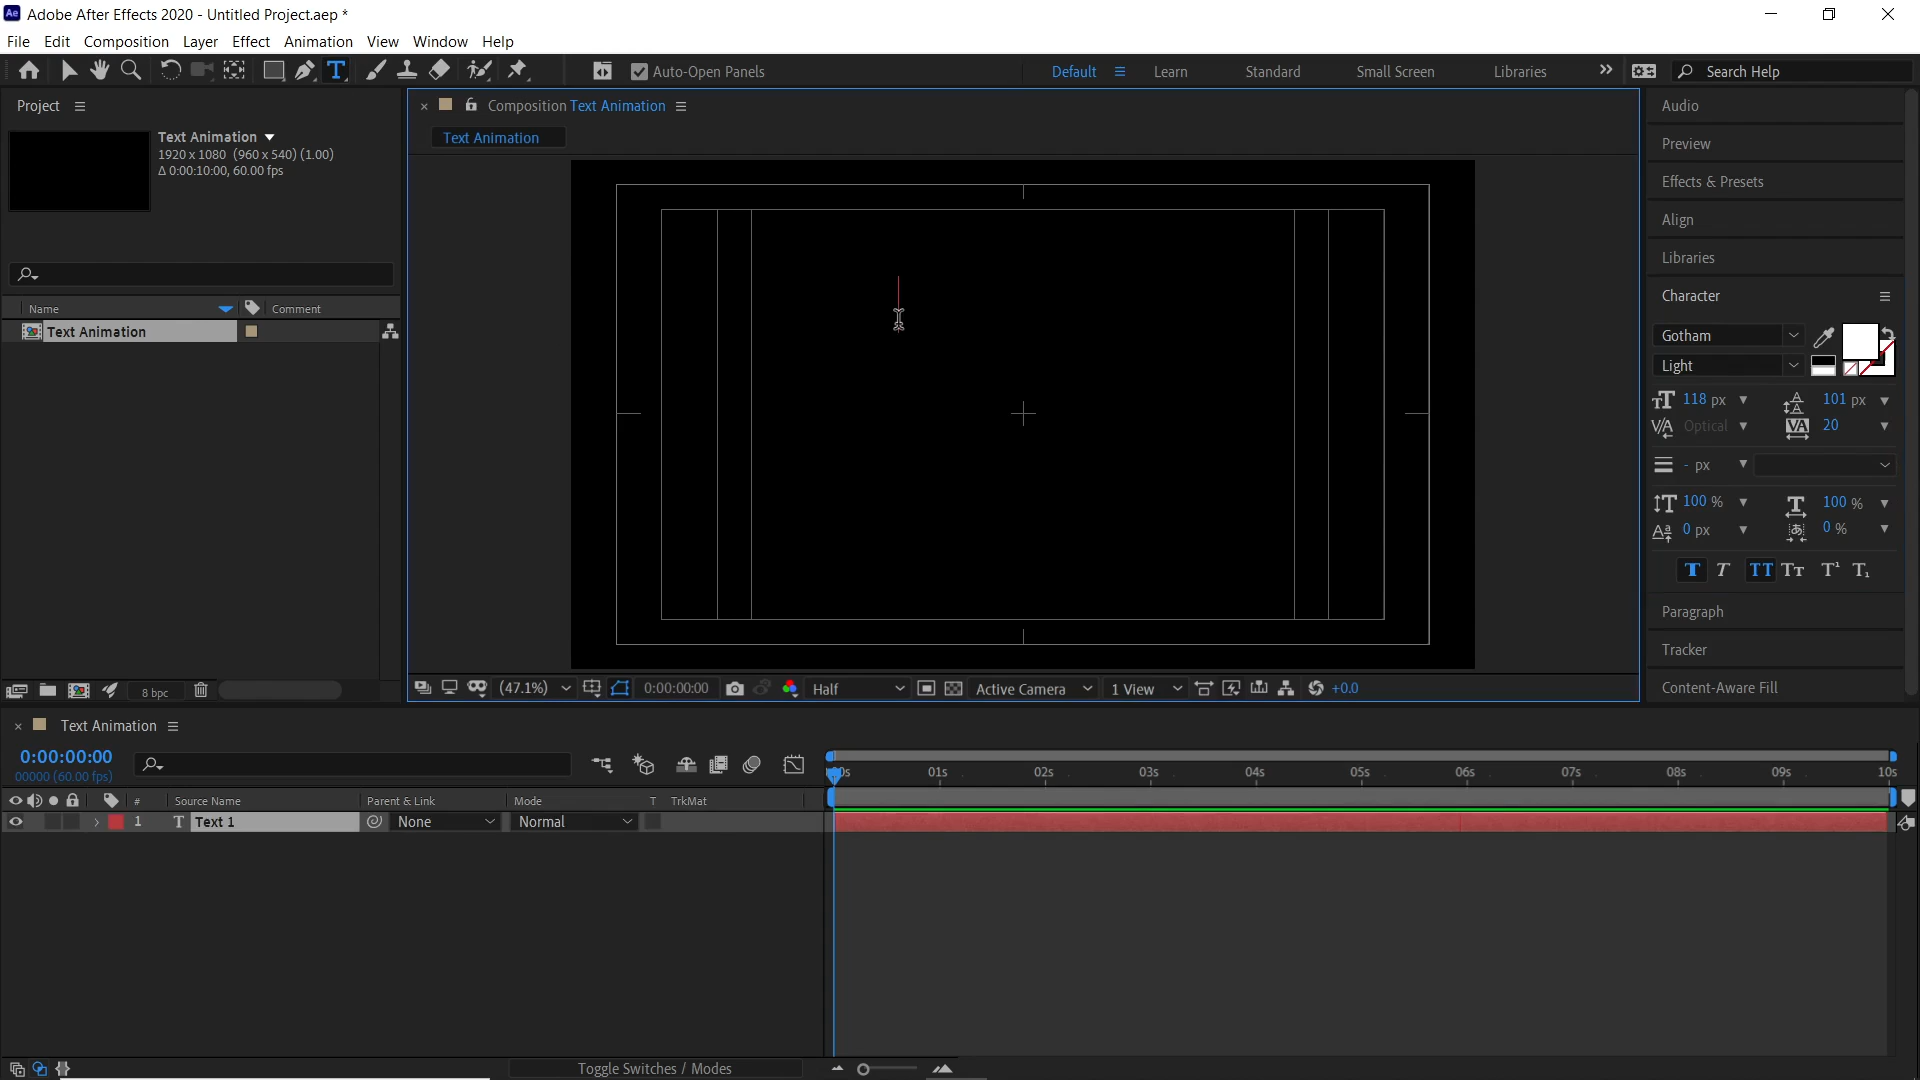 Adobe After Effects 2020 - Untitled Project.aep *
File Edit Composition Layer Effect Animation View Window Help
Auto-Open Panels
Default Learn Standard Small Screen Libraries
Search Help
Project
Text Animation
1920 x 1080 (960 x 540) (1.00)
Δ 0:00:10:00, 60.00 fps
Name Comment
Text Animation
8 bpc
Composition Text Animation
Text Animation
(47.1%) 0:00:00:00 Half Active Camera 1 View +0.0
Audio
Preview
Effects & Presets
Align
Libraries
Character
Gotham
Light
118 px 101 px
Optical 20
- px
100 % 100 %
0 px 0 %
T T TT Tт T¹ T₁
Paragraph
Tracker
Content-Aware Fill
Text Animation
0:00:00:00
00000 (60.00 fps)
01s 02s 03s 04s 05s 06s 07s 08s 09s 10s
# Source Name Parent & Link Mode T TrkMat
1 T Text 1 None Normal
Toggle Switches / Modes